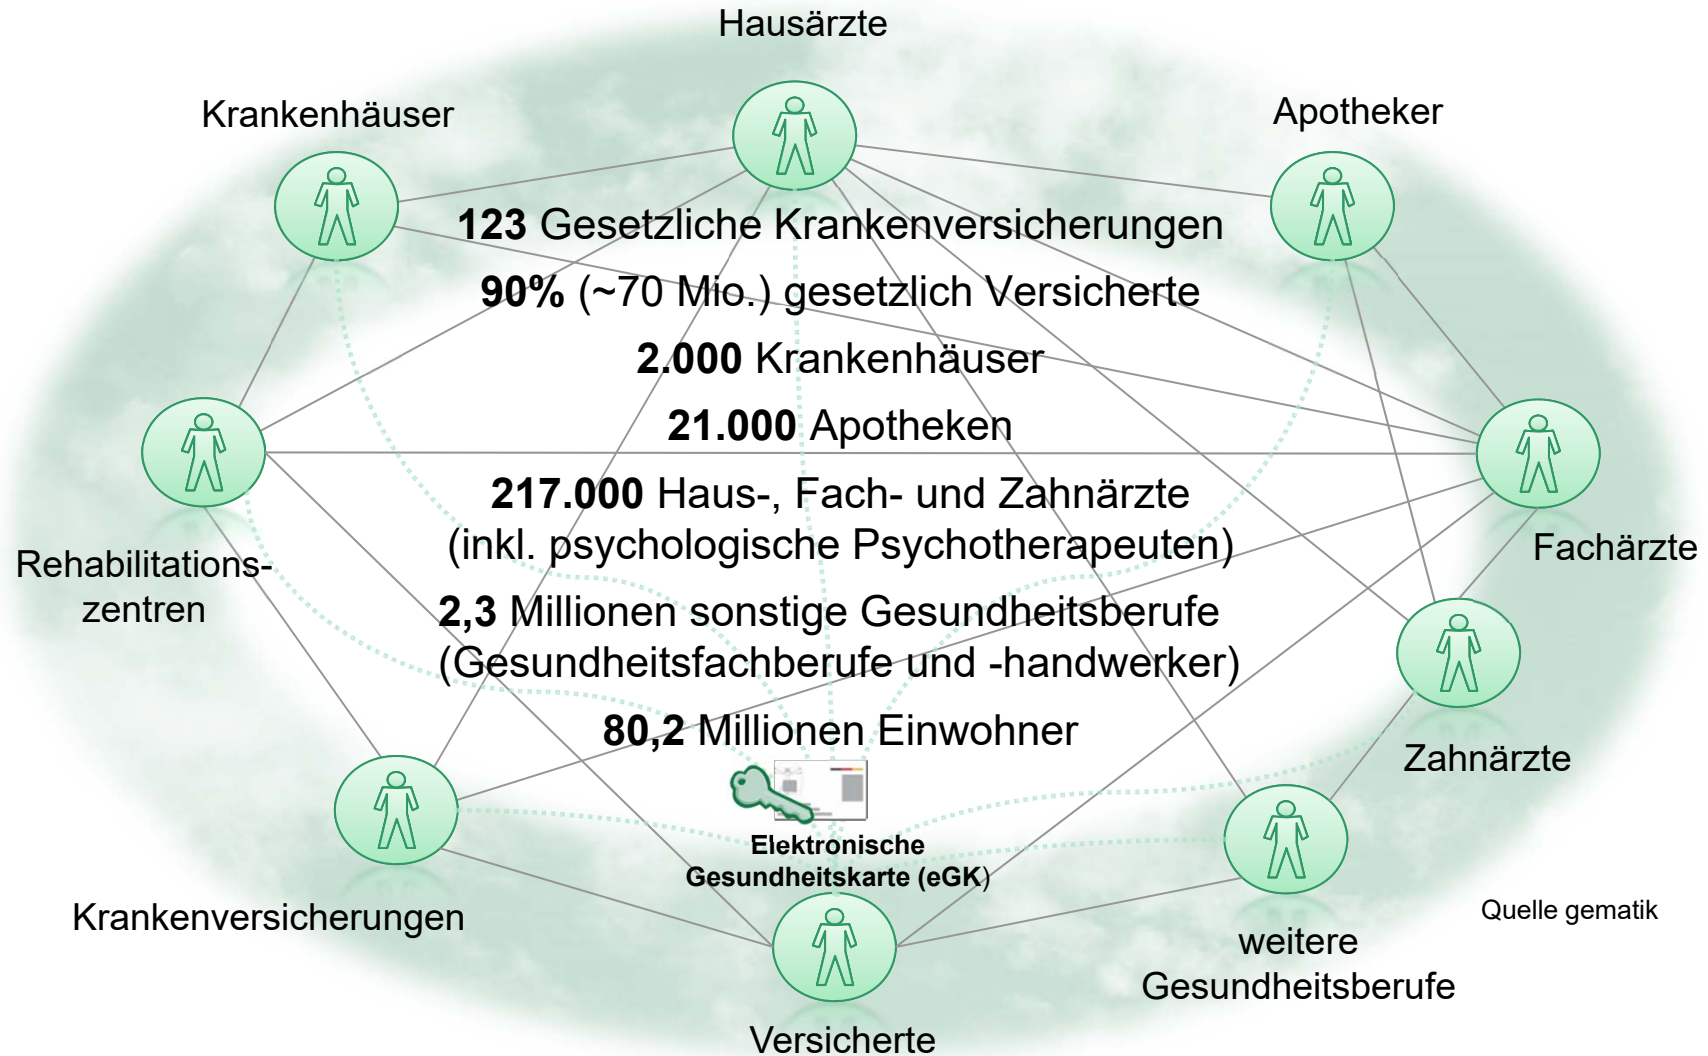 Hausärzte
Krankenhäuser
Apotheker
123 Gesetzliche Krankenversicherungen
90% (~70 Mio.) gesetzlich Versicherte
2.000 Krankenhäuser
21.000 Apotheken
217.000 Haus-, Fach- und Zahnärzte
(inkl. psychologische Psychotherapeuten)
Fachärzte
Rehabilitations-
zentren
2,3 Millionen sonstige Gesundheitsberufe
(Gesundheitsfachberufe und -handwerker)
80,2 Millionen Einwohner
Zahnärzte
Elektronische
Gesundheitskarte (eGK)
Krankenversicherungen
Quelle gematik
weitere
Gesundheitsberufe
Versicherte